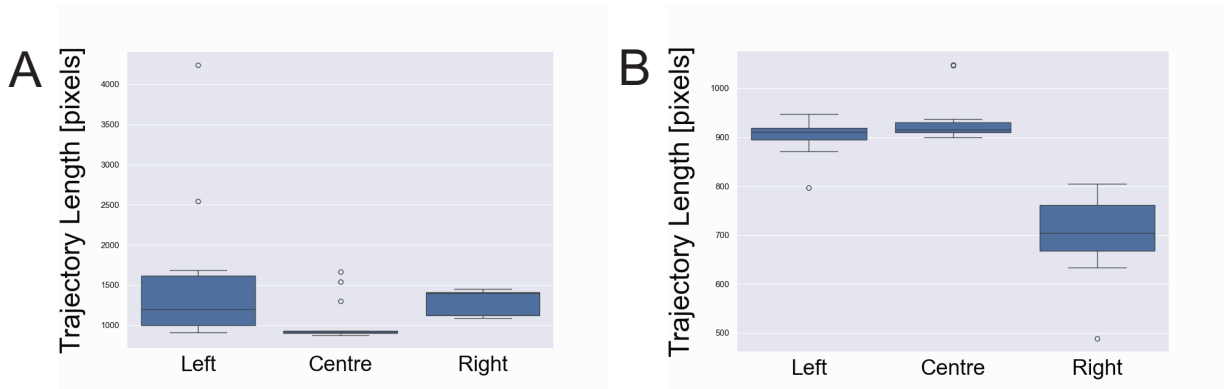 A
Trajectory Length [pixels]
4000
3500
3000
2500
2000
1500
1000
Left Centre Right
B
Trajectory Length [pixels]
1000
900
800
700
600
500
Left Centre Right